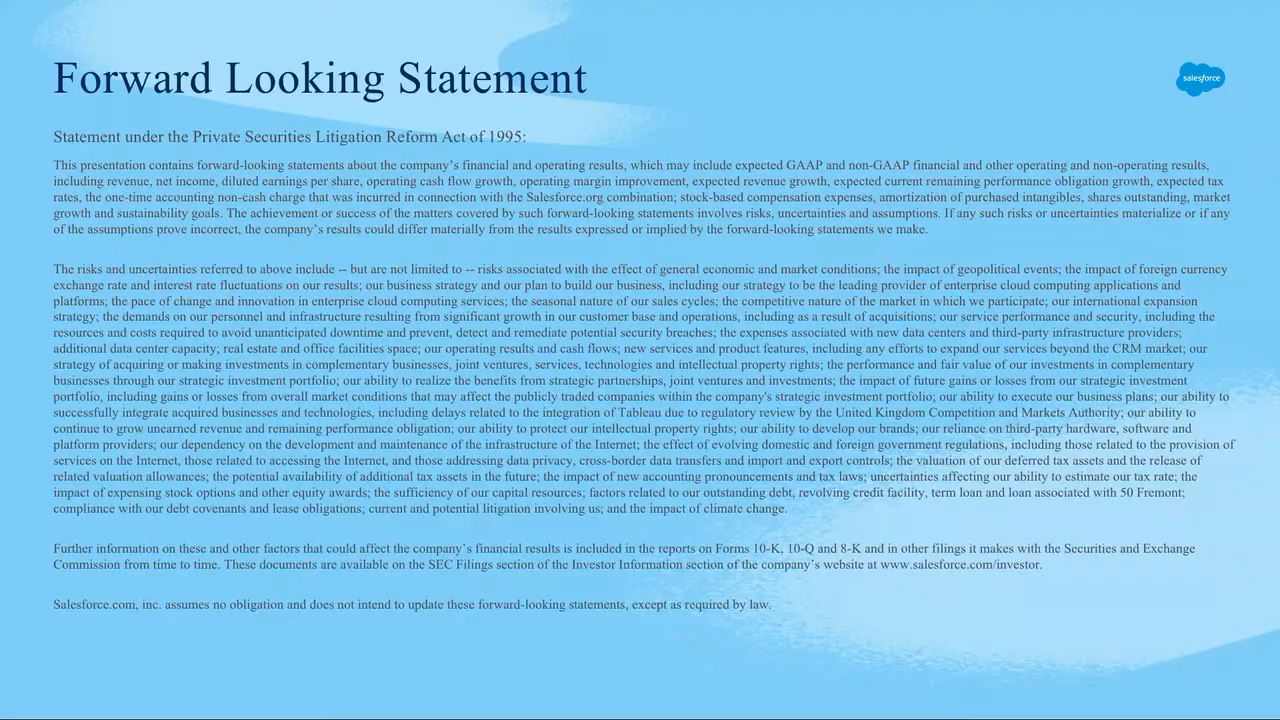 Forward Looking Statement
salesforce
Statement under the Private Securities Litigation Reform Act of 1995:
This presentation contains forward-looking statements about the company’s financial and operating results, which may include expected GAAP and non-GAAP financial and other operating and non-operating results,
including revenue, net income, diluted earnings per share, operating cash flow growth, operating margin improvement, expected revenue growth, expected current remaining performance obligation growth, expected tax
rates, the one-time accounting non-cash charge that was incurred in connection with the Salesforce.org combination; stock-based compensation expenses, amortization of purchased intangibles, shares outstanding, market
growth and sustainability goals. The achievement or success of the matters covered by such forward-looking statements involves risks, uncertainties and assumptions. If any such risks or uncertainties materialize or if any
of the assumptions prove incorrect, the company’s results could differ materially from the results expressed or implied by the forward-looking statements we make.
The risks and uncertainties referred to above include -- but are not limited to -- risks associated with the effect of general economic and market conditions; the impact of geopolitical events; the impact of foreign currency
exchange rate and interest rate fluctuations on our results; our business strategy and our plan to build our business, including our strategy to be the leading provider of enterprise cloud computing applications and
platforms; the pace of change and innovation in enterprise cloud computing services; the seasonal nature of our sales cycles; the competitive nature of the market in which we participate; our international expansion
strategy; the demands on our personnel and infrastructure resulting from significant growth in our customer base and operations, including as a result of acquisitions; our service performance and security, including the
resources and costs required to avoid unanticipated downtime and prevent, detect and remediate potential security breaches; the expenses associated with new data centers and third-party infrastructure providers;
additional data center capacity; real estate and office facilities space; our operating results and cash flows; new services and product features, including any efforts to expand our services beyond the CRM market; our
strategy of acquiring or making investments in complementary businesses, joint ventures, services, technologies and intellectual property rights; the performance and fair value of our investments in complementary
businesses through our strategic investment portfolio; our ability to realize the benefits from strategic partnerships, joint ventures and investments; the impact of future gains or losses from our strategic investment
portfolio, including gains or losses from overall market conditions that may affect the publicly traded companies within the company's strategic investment portfolio; our ability to execute our business plans; our ability to
successfully integrate acquired businesses and technologies, including delays related to the integration of Tableau due to regulatory review by the United Kingdom Competition and Markets Authority; our ability to
continue to grow unearned revenue and remaining performance obligation; our ability to protect our intellectual property rights; our ability to develop our brands; our reliance on third-party hardware, software and
platform providers; our dependency on the development and maintenance of the infrastructure of the Internet; the effect of evolving domestic and foreign government regulations, including those related to the provision of
services on the Internet, those related to accessing the Internet, and those addressing data privacy, cross-border data transfers and import and export controls; the valuation of our deferred tax assets and the release of
related valuation allowances; the potential availability of additional tax assets in the future; the impact of new accounting pronouncements and tax laws; uncertainties affecting our ability to estimate our tax rate; the
impact of expensing stock options and other equity awards; the sufficiency of our capital resources; factors related to our outstanding debt, revolving credit facility, term loan and loan associated with 50 Fremont;
compliance with our debt covenants and lease obligations; current and potential litigation involving us; and the impact of climate change.
Further information on these and other factors that could affect the company’s financial results is included in the reports on Forms 10-K, 10-Q and 8-K and in other filings it makes with the Securities and Exchange
Commission from time to time. These documents are available on the SEC Filings section of the Investor Information section of the company’s website at www.salesforce.com/investor.
Salesforce.com, inc. assumes no obligation and does not intend to update these forward-looking statements, except as required by law.